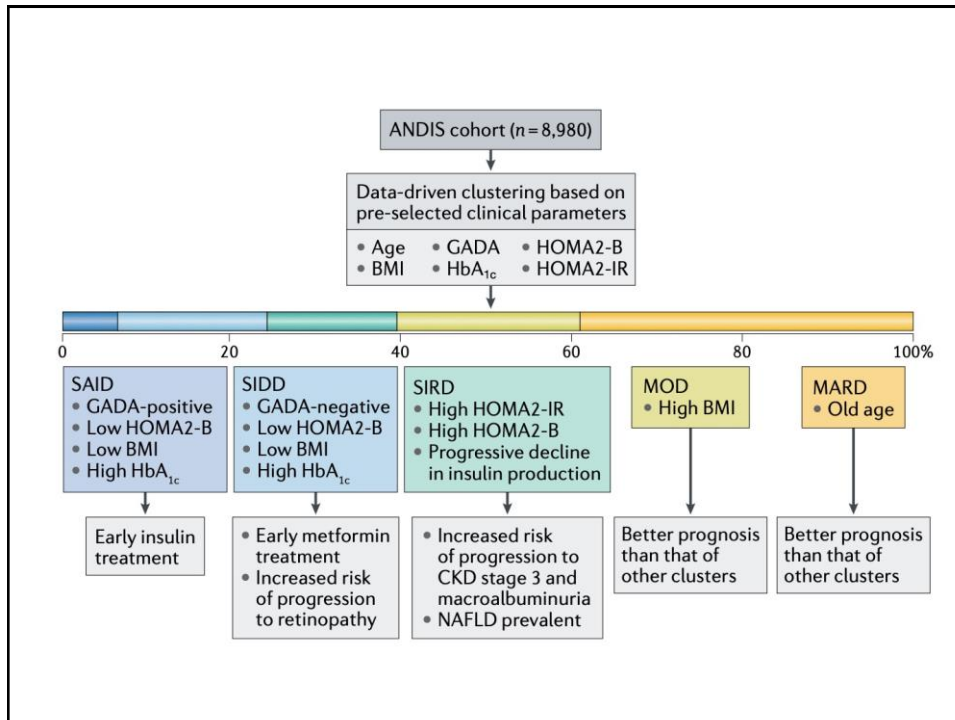 ANDIS cohort (n = 8,980)
Data-driven clustering based on
pre-selected clinical parameters
• Age • GADA • HOMA2-B
• BMI • HbA1c • HOMA2-IR
0 20 40 60 80 100%
SAID
• GADA-positive
• Low HOMA2-B
• Low BMI
• High HbA1c
SIDD
• GADA-negative
• Low HOMA2-B
• Low BMI
• High HbA1c
SIRD
• High HOMA2-IR
• High HOMA2-B
• Progressive decline
in insulin production
MOD
• High BMI
MARD
• Old age
Early insulin
treatment
• Early metformin
treatment
• Increased risk
of progression
to retinopathy
• Increased risk
of progression to
CKD stage 3 and
macroalbuminuria
• NAFLD prevalent
Better prognosis
than that of
other clusters
Better prognosis
than that of
other clusters